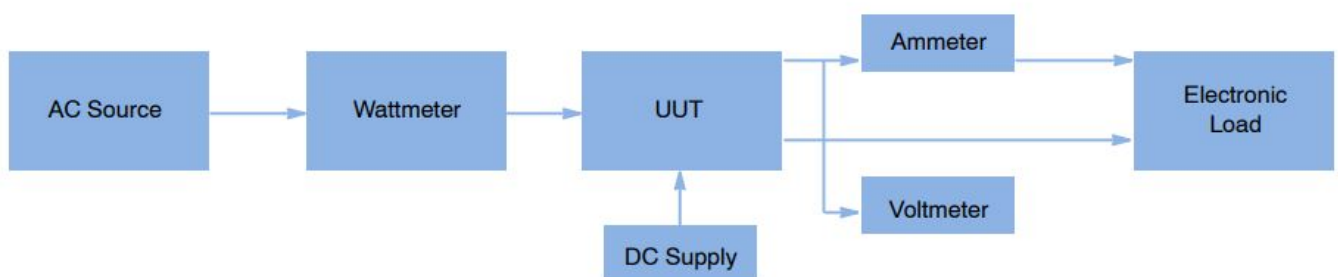 AC Source
Wattmeter
UUT
Ammeter
Electronic
Load
Voltmeter
DC Supply